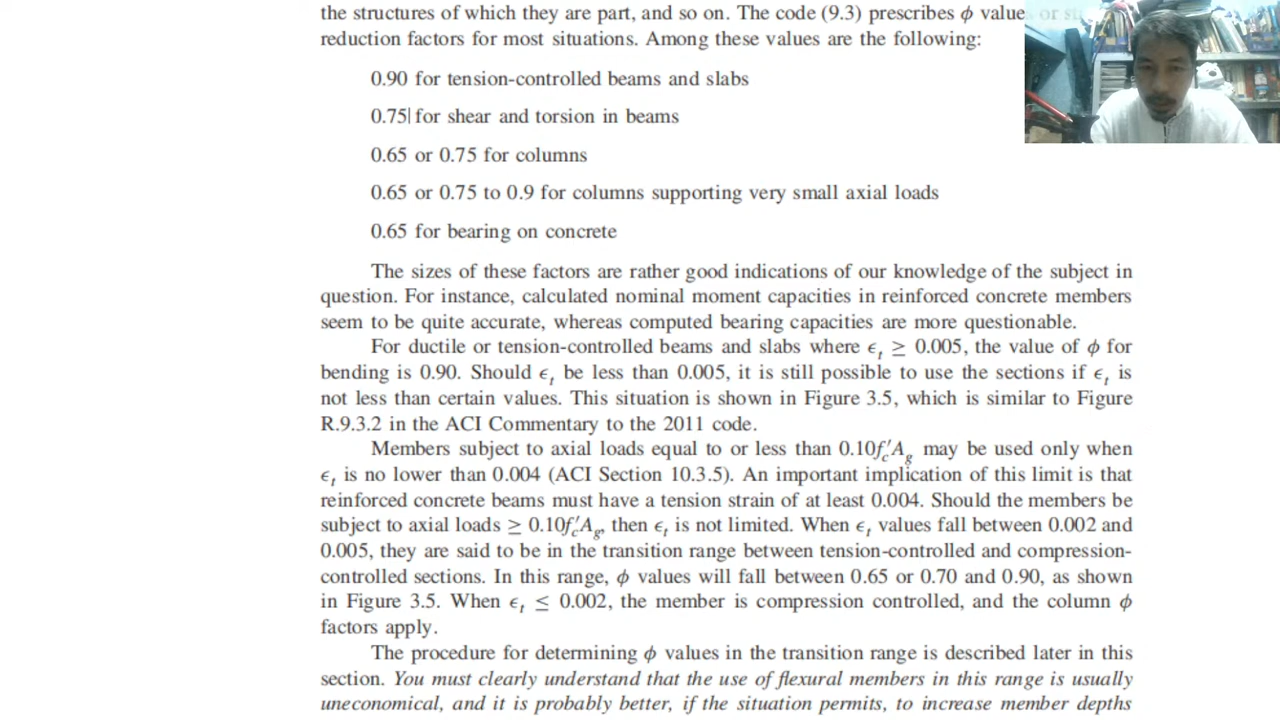 the structures of which they are part, and so on. The code (9.3) prescribes ϕ value or
reduction factors for most situations. Among these values are the following:
0.90 for tension-controlled beams and slabs
0.75 for shear and torsion in beams
0.65 or 0.75 for columns
0.65 or 0.75 to 0.9 for columns supporting very small axial loads
0.65 for bearing on concrete
The sizes of these factors are rather good indications of our knowledge of the subject in
question. For instance, calculated nominal moment capacities in reinforced concrete members
seem to be quite accurate, whereas computed bearing capacities are more questionable.
For ductile or tension-controlled beams and slabs where ϵt ≥ 0.005, the value of ϕ for
bending is 0.90. Should ϵt be less than 0.005, it is still possible to use the sections if ϵt is
not less than certain values. This situation is shown in Figure 3.5, which is similar to Figure
R.9.3.2 in the ACI Commentary to the 2011 code.
Members subject to axial loads equal to or less than 0.10f′cAg may be used only when
ϵt is no lower than 0.004 (ACI Section 10.3.5). An important implication of this limit is that
reinforced concrete beams must have a tension strain of at least 0.004. Should the members be
subject to axial loads ≥ 0.10f′cAg, then ϵt is not limited. When ϵt values fall between 0.002 and
0.005, they are said to be in the transition range between tension-controlled and compression-
controlled sections. In this range, ϕ values will fall between 0.65 or 0.70 and 0.90, as shown
in Figure 3.5. When ϵt ≤ 0.002, the member is compression controlled, and the column ϕ
factors apply.
The procedure for determining ϕ values in the transition range is described later in this
section. You must clearly understand that the use of flexural members in this range is usually
uneconomical, and it is probably better, if the situation permits, to increase member depths